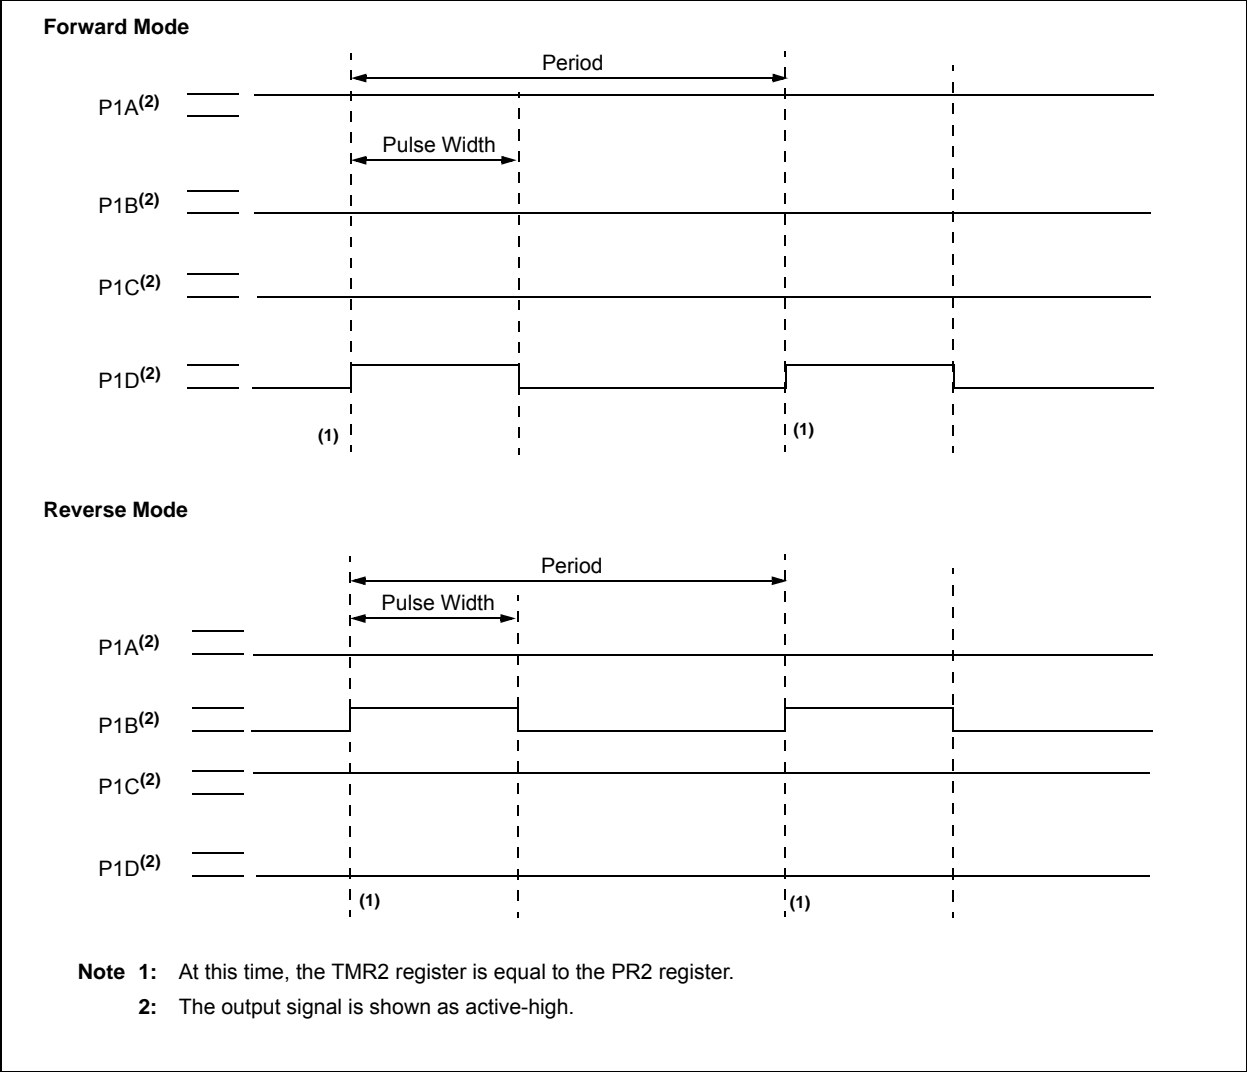 Forward Mode
Period
P1A(2)
Pulse Width
P1B(2)
P1C(2)
P1D(2)
(1)
(1)
Reverse Mode
Period
Pulse Width
P1A(2)
P1B(2)
P1C(2)
P1D(2)
(1)
(1)
Note 1: At this time, the TMR2 register is equal to the PR2 register.
2: The output signal is shown as active-high.